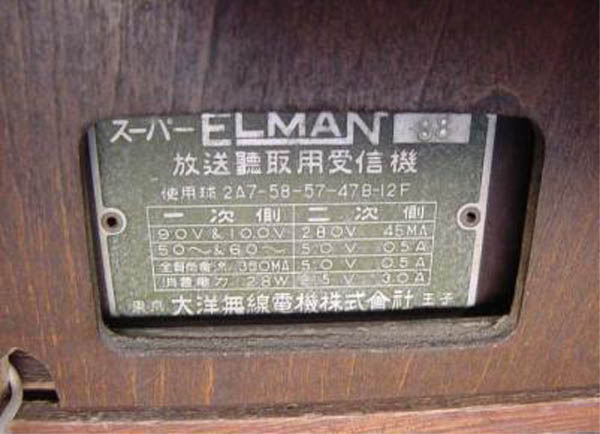 スーパー ELMAN
放送聽取用受信機
使用球 2A7-58-57-47B-12F
一次側 二次側
90V & 100V 280V 45MA
50～ & 60～ 5.0V 0.5A
全負荷電流 350MA 5.0V 0.5A
消費電力 28W 2.5V 3.0A
東京 大洋無線電機株式會社 王子